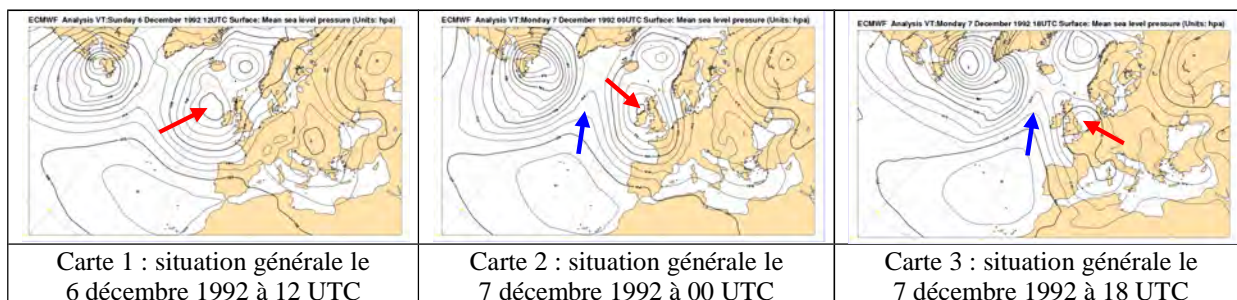 ECMWF Analysis VT:Sunday 6 December 1992 12UTC Surface: Mean sea level pressure (Units: hpa)
ECMWF Analysis VT:Monday 7 December 1992 00UTC Surface: Mean sea level pressure (Units: hpa)
ECMWF Analysis VT:Monday 7 December 1992 18UTC Surface: Mean sea level pressure (Units: hpa)
Carte 1 : situation générale le
6 décembre 1992 à 12 UTC
Carte 2 : situation générale le
7 décembre 1992 à 00 UTC
Carte 3 : situation générale le
7 décembre 1992 à 18 UTC